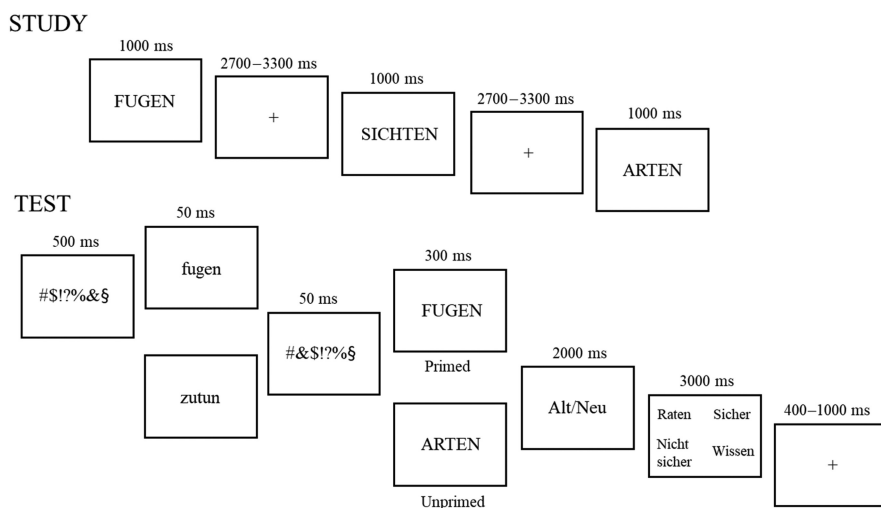 STUDY
1000 ms
FUGEN
2700–3300 ms
+
1000 ms
SICHTEN
2700–3300 ms
+
1000 ms
ARTEN
TEST
500 ms
#$!?%&§
50 ms
fugen
zutun
50 ms
#&$!?%§
300 ms
FUGEN
Primed
ARTEN
Unprimed
2000 ms
Alt/Neu
3000 ms
Raten Sicher
Nicht
sicher Wissen
400–1000 ms
+